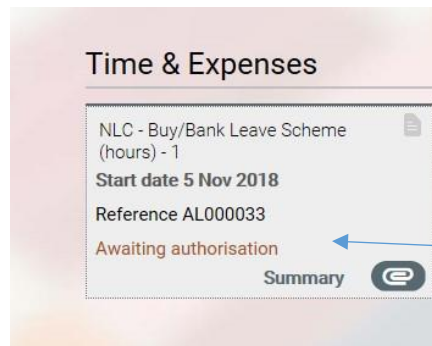 Time & Expenses
NLC - Buy/Bank Leave Scheme
(hours) - 1
Start date 5 Nov 2018
Reference AL000033
Awaiting authorisation
Summary